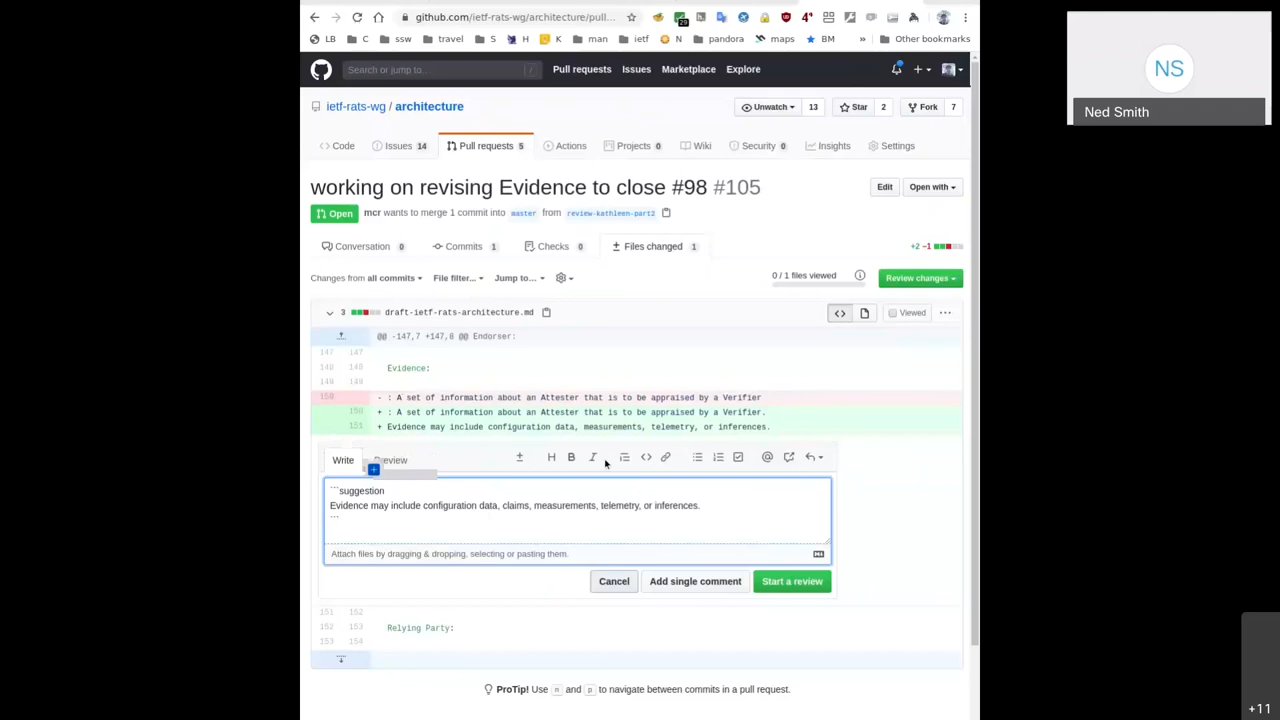 github.com/ietf-rats-wg/architecture/pull...
29
4
LB
C
ssw
travel
S
H
K
man
ietf
N
pandora
maps
BM
»
Other bookmarks
Search or jump to...
/
Pull requests
Issues
Marketplace
Explore
ietf-rats-wg / architecture
Unwatch
13
Star
2
Fork
7
Code
Issues 14
Pull requests 5
Actions
Projects 0
Wiki
Security 0
Insights
Settings
working on revising Evidence to close #98 #105
Edit
Open with
Open
mcr wants to merge 1 commit into master from review-kathleen-part2
Conversation 0
Commits 1
Checks 0
Files changed 1
+2 −1
Changes from all commits
File filter...
Jump to...
0 / 1 files viewed
Review changes
3 draft-ietf-rats-architecture.md
Viewed
...
@@ -147,7 +147,8 @@ Endorser:
147 147
148 148 Evidence:
149 149
150 - : A set of information about an Attester that is to be appraised by a Verifier
150 + : A set of information about an Attester that is to be appraised by a Verifier.
151 + Evidence may include configuration data, measurements, telemetry, or inferences.
Write
H B I
```suggestion
Evidence may include configuration data, claims, measurements, telemetry, or inferences.
```
Attach files by dragging & dropping, selecting or pasting them.
Cancel
Add single comment
Start a review
151 152
152 153 Relying Party:
153 154
ProTip! Use n and p to navigate between commits in a pull request.
NS
Ned Smith
+11